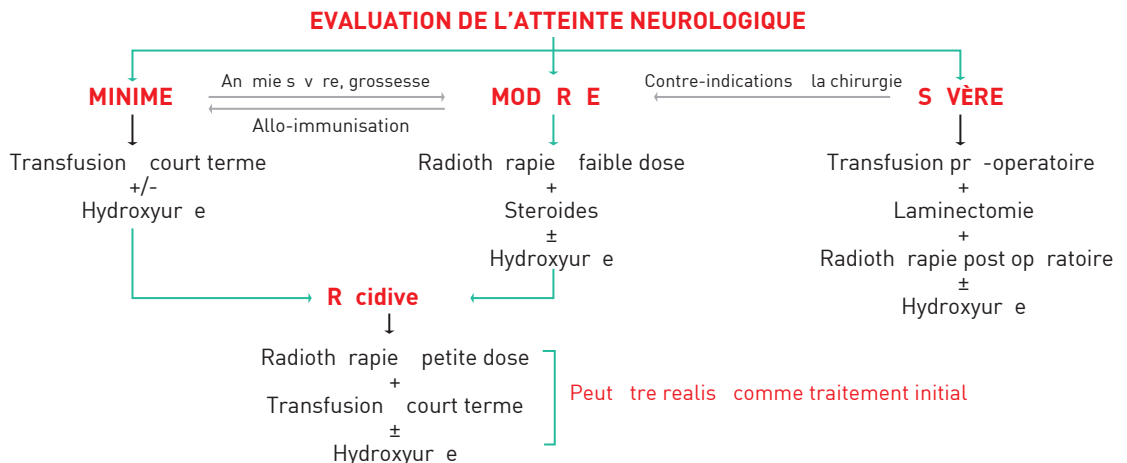 EVALUATION DE L'ATTEINTE NEUROLOGIQUE
MINIME
An mie s v re, grossesse
Allo-immunisation
MOD R E
Contre-indications la chirurgie
S VÈRE
Transfusion court terme
+/-
Hydroxyur e
Radioth rapie faible dose
+
Steroides
±
Hydroxyur e
Transfusion pr -operatoire
+
Laminectomie
+
Radioth rapie post op ratoire
±
Hydroxyur e
R cidive
Radioth rapie petite dose
+
Transfusion court terme
±
Hydroxyur e
Peut tre realis comme traitement initial